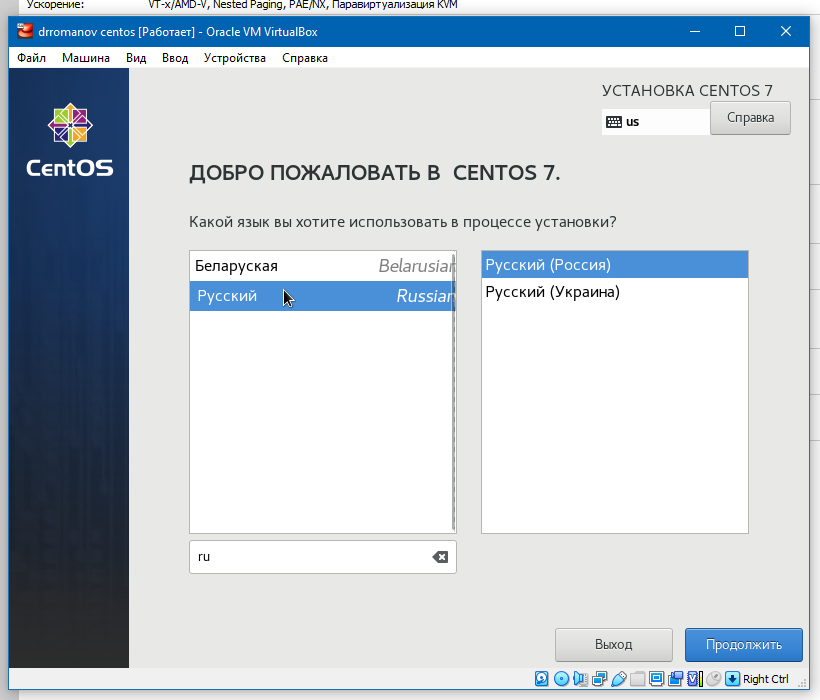 Ускорение: VT-x/AMD-V, Nested Paging, PAE/NX, Паравиртуализация KVM
drromanov centos [Работает] - Oracle VM VirtualBox
Файл Машина Вид Ввод Устройства Справка
УСТАНОВКА CENTOS 7
us Справка
CentOS
ДОБРО ПОЖАЛОВАТЬ В CENTOS 7.
Какой язык вы хотите использовать в процессе установки?
Беларуская Belarusian
Русский Russian
Русский (Россия)
Русский (Украина)
ru
Выход Продолжить
Right Ctrl